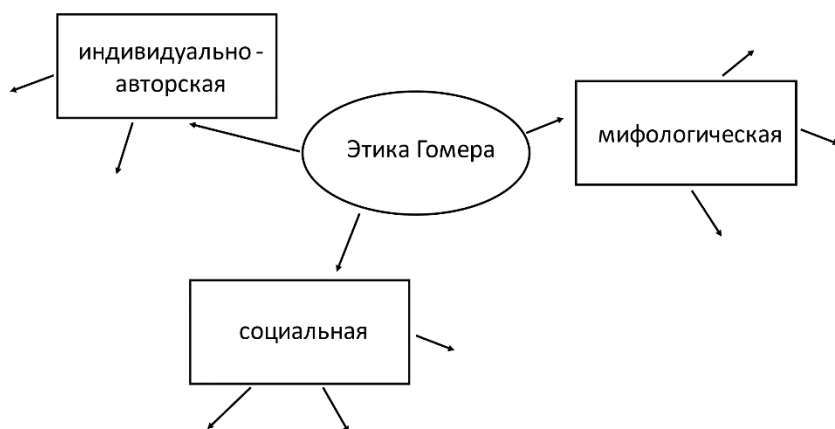 индивидуально -
авторская
Этика Гомера
мифологическая
социальная